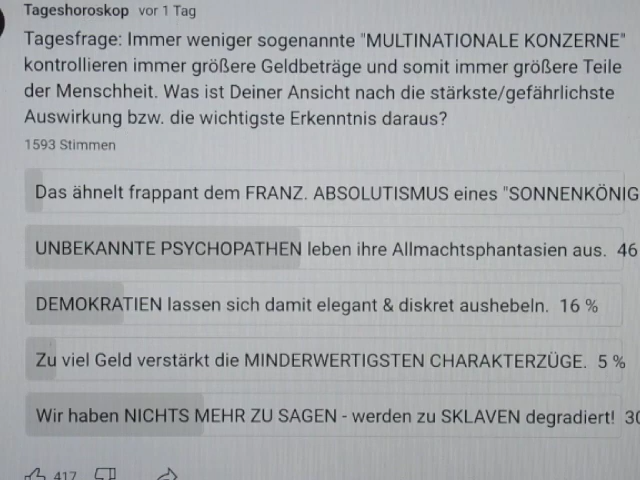 Tageshoroskop vor 1 Tag
Tagesfrage: Immer weniger sogenannte "MULTINATIONALE KONZERNE"
kontrollieren immer größere Geldbeträge und somit immer größere Teile
der Menschheit. Was ist Deiner Ansicht nach die stärkste/gefährlichste
Auswirkung bzw. die wichtigste Erkenntnis daraus?
1593 Stimmen
Das ähnelt frappant dem FRANZ. ABSOLUTISMUS eines "SONNENKÖNIG
UNBEKANNTE PSYCHOPATHEN leben ihre Allmachtsphantasien aus. 46
DEMOKRATIEN lassen sich damit elegant & diskret aushebeln. 16 %
Zu viel Geld verstärkt die MINDERWERTIGSTEN CHARAKTERZÜGE. 5 %
Wir haben NICHTS MEHR ZU SAGEN - werden zu SKLAVEN degradiert! 30
417